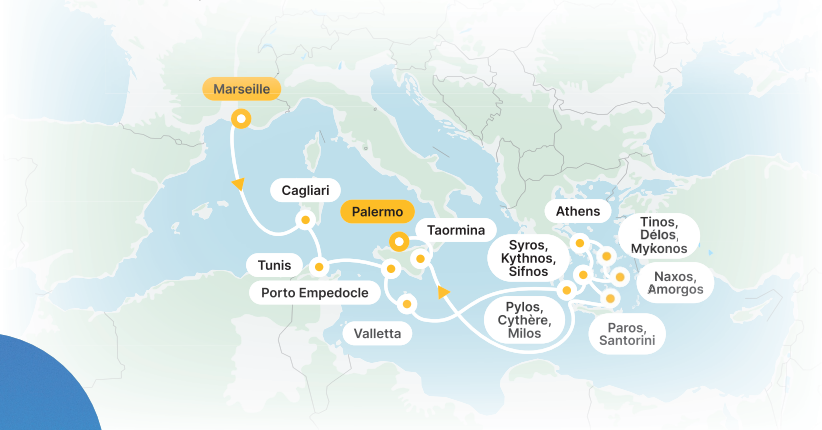 Marseille
Cagliari
Palermo
Taormina
Athens
Tinos,
Délos,
Mykonos
Syros,
Kythnos,
Sifnos
Tunis
Naxos,
Amorgos
Porto Empedocle
Pylos,
Cythère,
Milos
Valletta
Paros,
Santorini